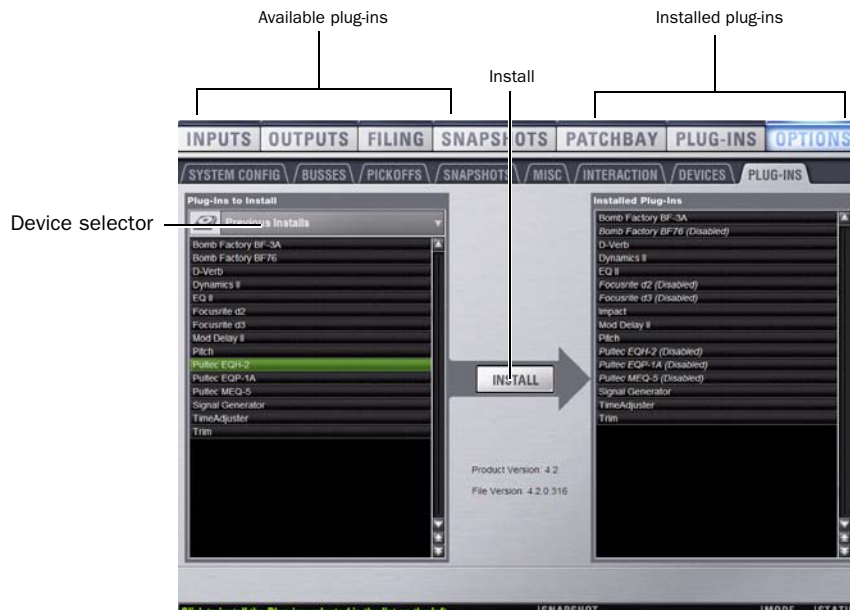 Available plug-ins
Installed plug-ins
Install
INPUTS OUTPUTS FILING SNAPSHOTS PATCHBAY PLUG-INS OPTIONS
SYSTEM CONFIG BUSSES PICKOFFS SNAPSHOTS MISC INTERACTION DEVICES PLUG-INS
Device selector
Plug-Ins to Install
Previous Installs
Bomb Factory BF-3A
Bomb Factory BF76
D-Verb
Dynamics II
EQ II
Focusrite d2
Focusrite d3
Mod Delay II
Pitch
Pultec EQH-2
Pultec EQP-1A
Pultec MEQ-5
Signal Generator
TimeAdjuster
Trim
INSTALL
Product Version: 4.2
File Version: 4.2.0.316
Installed Plug-Ins
Bomb Factory BF-3A
Bomb Factory BF76 (Disabled)
D-Verb
Dynamics II
EQ II
Focusrite d2 (Disabled)
Focusrite d3 (Disabled)
Impact
Mod Delay II
Pitch
Pultec EQH-2 (Disabled)
Pultec EQP-1A (Disabled)
Pultec MEQ-5 (Disabled)
Signal Generator
TimeAdjuster
Trim
SNAPSHOT
MODE